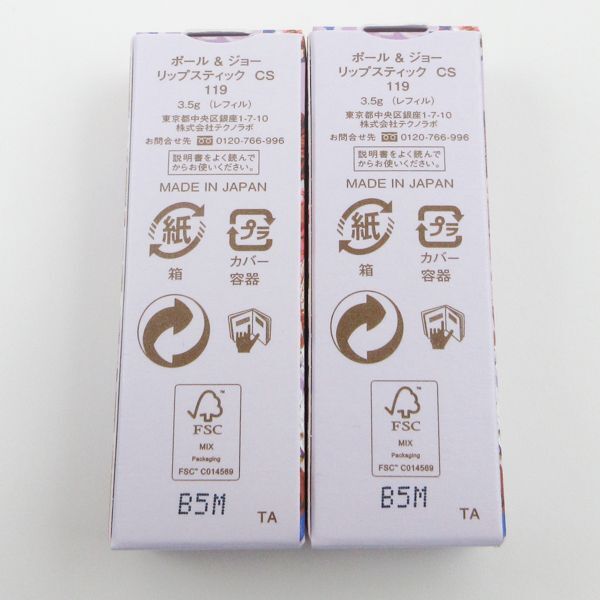 ポール & ジョー
リップスティック CS
119
3.5g (レフィル)
東京都中央区銀座1-7-10
株式会社テクノラボ
お問合せ先 0120-766-996
説明書をよく読んで
からお使いください。
MADE IN JAPAN
紙
プラ
箱
カバー
容器
FSC
MIX
Packaging
FSC™ C014569
B5M
TA
ポール & ジョー
リップスティック CS
119
3.5g (レフィル)
東京都中央区銀座1-7-10
株式会社テクノラボ
お問合せ先 0120-766-996
説明書をよく読んで
からお使いください。
MADE IN JAPAN
紙
プラ
箱
カバー
容器
FSC
MIX
Packaging
FSC™ C014569
B5M
TA